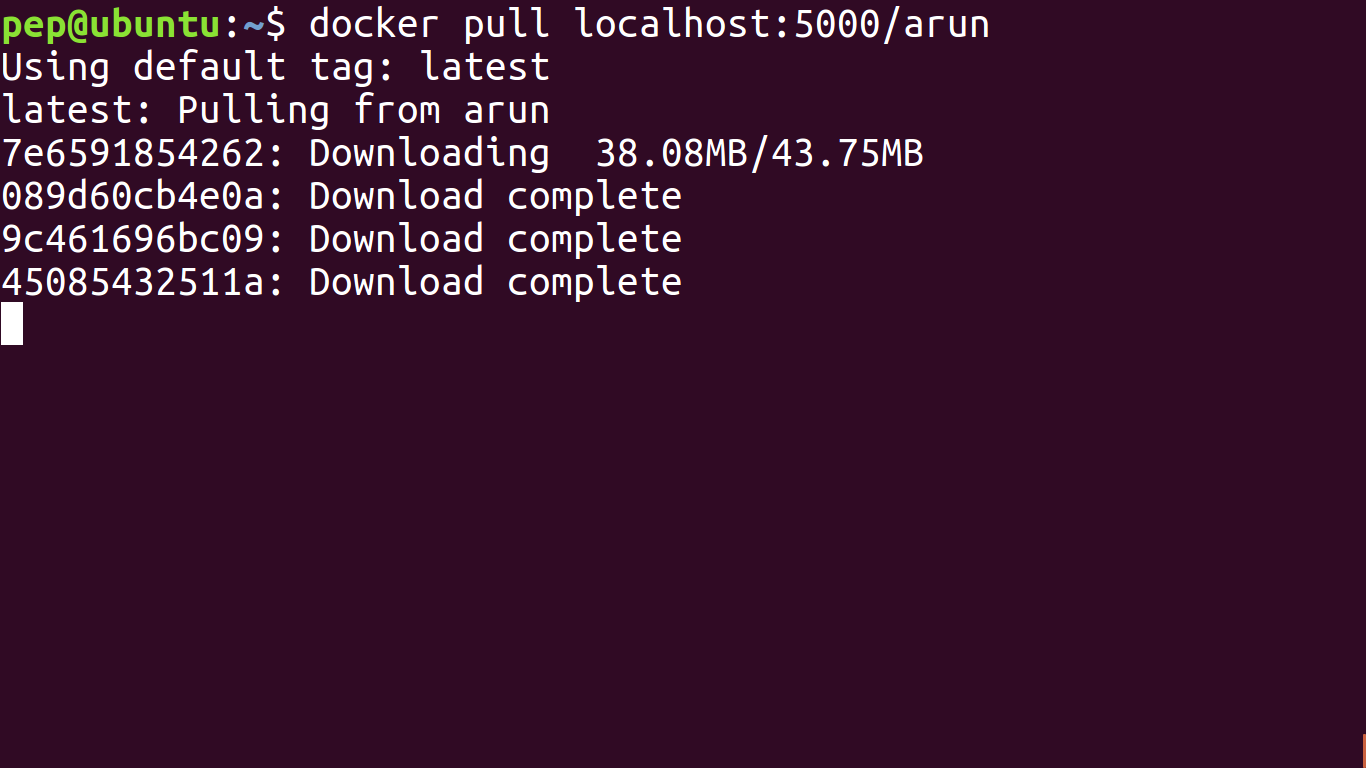 pep@ubuntu:~$ docker pull localhost:5000/arun
Using default tag: latest
latest: Pulling from arun
7e6591854262: Downloading  38.08MB/43.75MB
089d60cb4e0a: Download complete
9c461696bc09: Download complete
45085432511a: Download complete